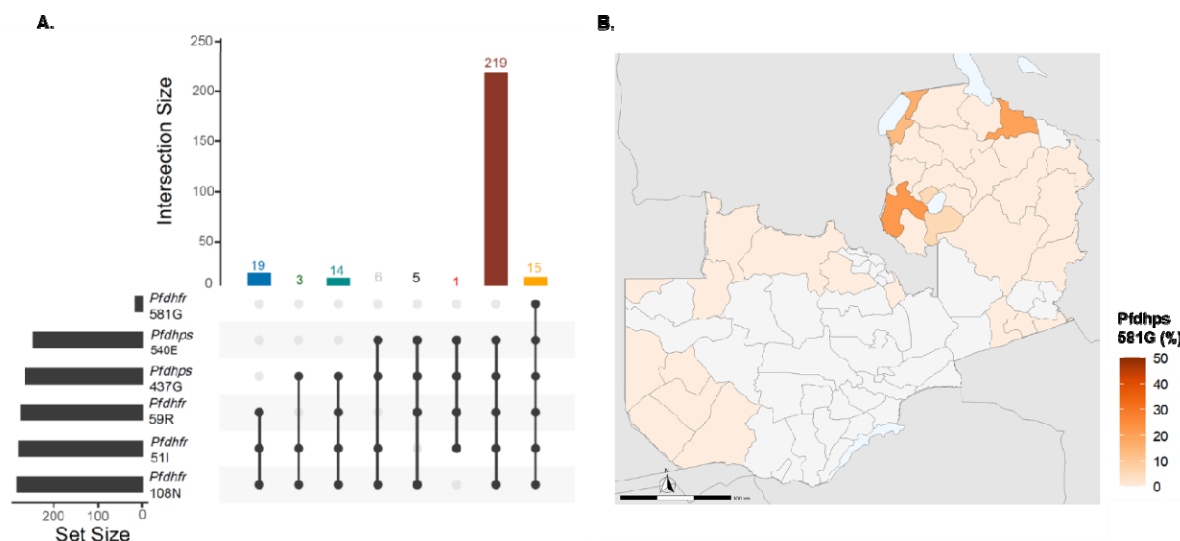 A.
B.
Intersection Size
250
200
150
100
50
0
19
3
14
6
5
1
219
15
Pfdhfr
581G
Pfdhps
540E
Pfdhps
437G
Pfdhfr
59R
Pfdhfr
51I
Pfdhfr
108N
200 100 0
Set Size
N
Pfdhps
581G (%)
50
40
30
20
10
0